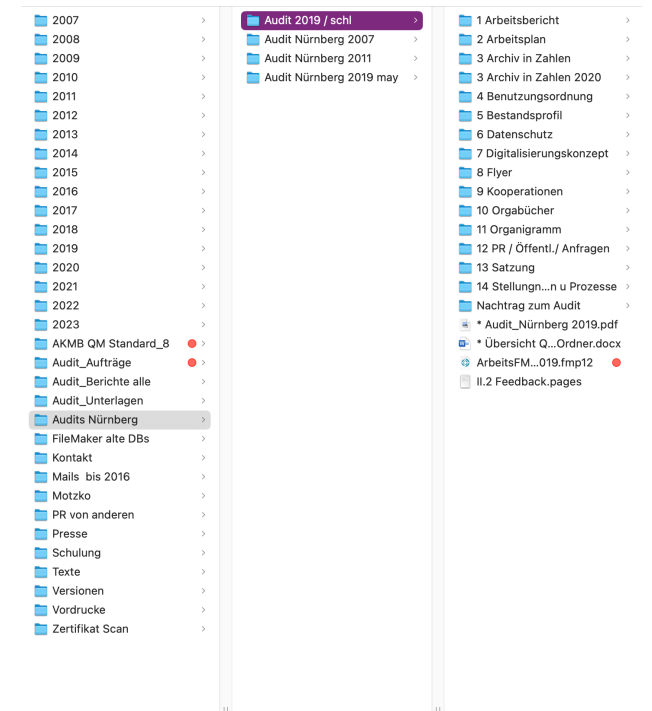 2007
2008
2009
2010
2011
2012
2013
2014
2015
2016
2017
2018
2019
2020
2021
2022
2023
AKMB QM Standard_8
Audit_Aufträge
Audit_Berichte alle
Audit_Unterlagen
Audits Nürnberg
FileMaker alte DBs
Kontakt
Mails bis 2016
Motzko
PR von anderen
Presse
Schulung
Texte
Versionen
Vordrucke
Zertifikat Scan
Audit 2019 / schl
Audit Nürnberg 2007
Audit Nürnberg 2011
Audit Nürnberg 2019 may
1 Arbeitsbericht
2 Arbeitsplan
3 Archiv in Zahlen
3 Archiv in Zahlen 2020
4 Benutzungsordnung
5 Bestandsprofil
6 Datenschutz
7 Digitalisierungskonzept
8 Flyer
9 Kooperationen
10 Orgabücher
11 Organigramm
12 PR / Öffentl./ Anfragen
13 Satzung
14 Stellungn...n u Prozesse
Nachtrag zum Audit
* Audit_Nürnberg 2019.pdf
* Übersicht Q...Ordner.docx
ArbeitsFM...019.fmp12
II.2 Feedback.pages